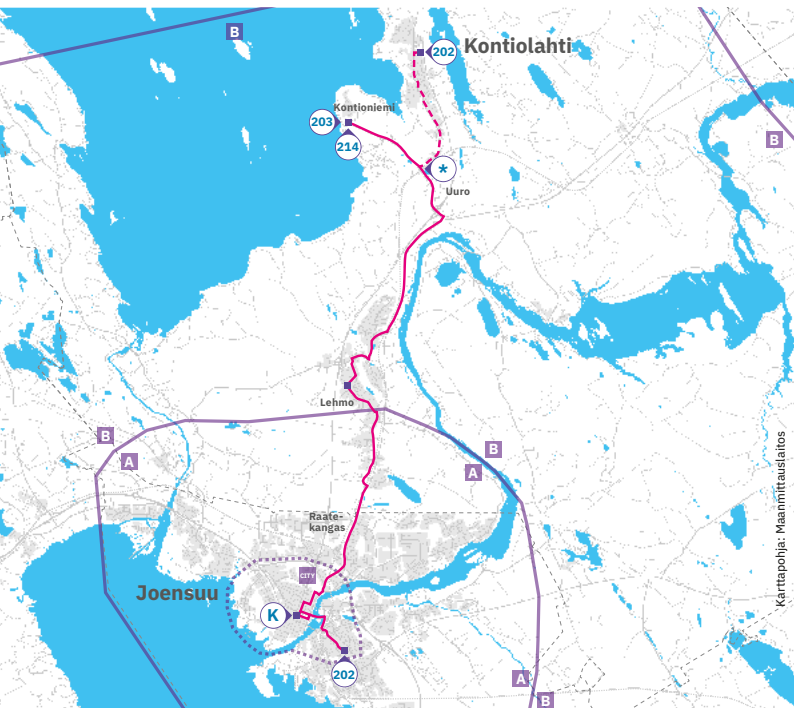 B
202
Kontiolahti
Kontioniemi
203
214
B
*
Uuro
Lehmo
B
A
B
A
Raate-
kangas
CITY
Joensuu
K
202
A
B
Karttapohja: Maanmittauslaitos